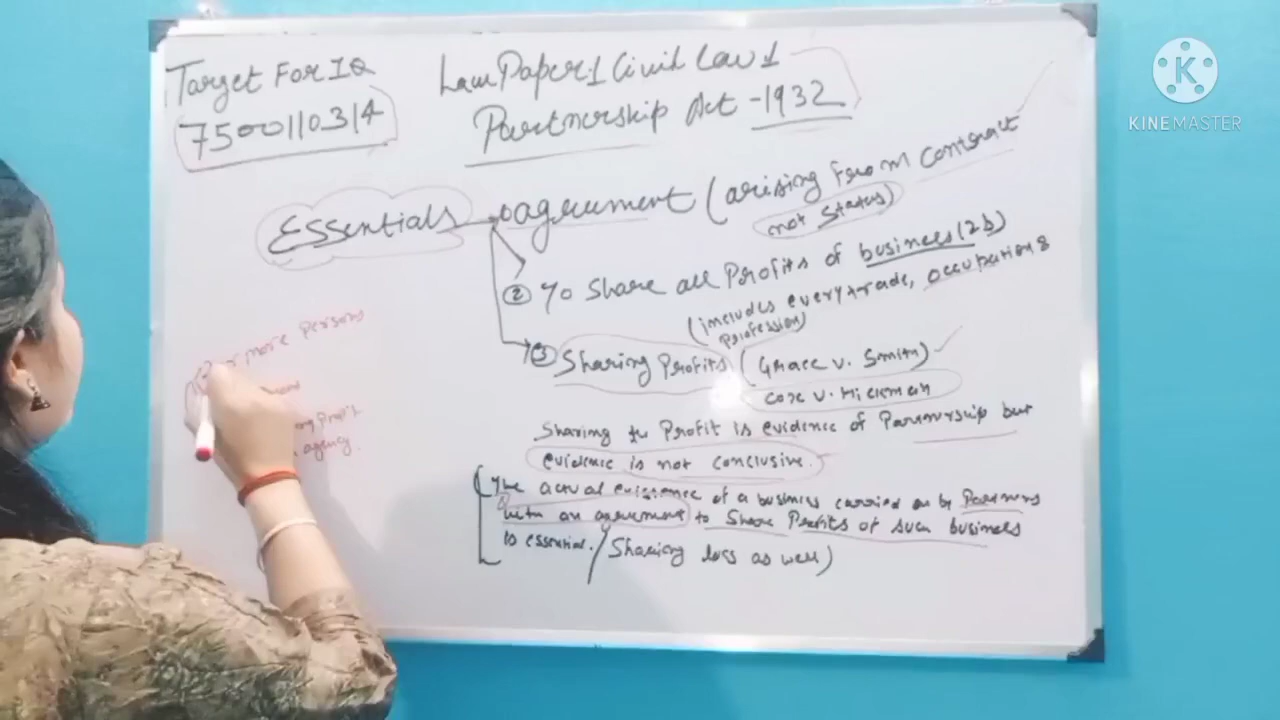 Target For IQ
7500110314
Law Paper 1 Civil Law 1
Partnership Act -1932
Essentials
agreement (arising from contract
not status)
② To Share all Profits of business (2b)
(includes every trade, occupation &
Profession)
③ Sharing Profits (Grace v. Smith)
Coxe v. Hickman
Sharing the Profit is evidence of Partnership but
evidence is not conclusive.
The actual existence of a business carried on by Partners
with an agreement to Share Profits of such business
is essential. / Sharing loss as well)
or more persons
agency.
KINEMASTER